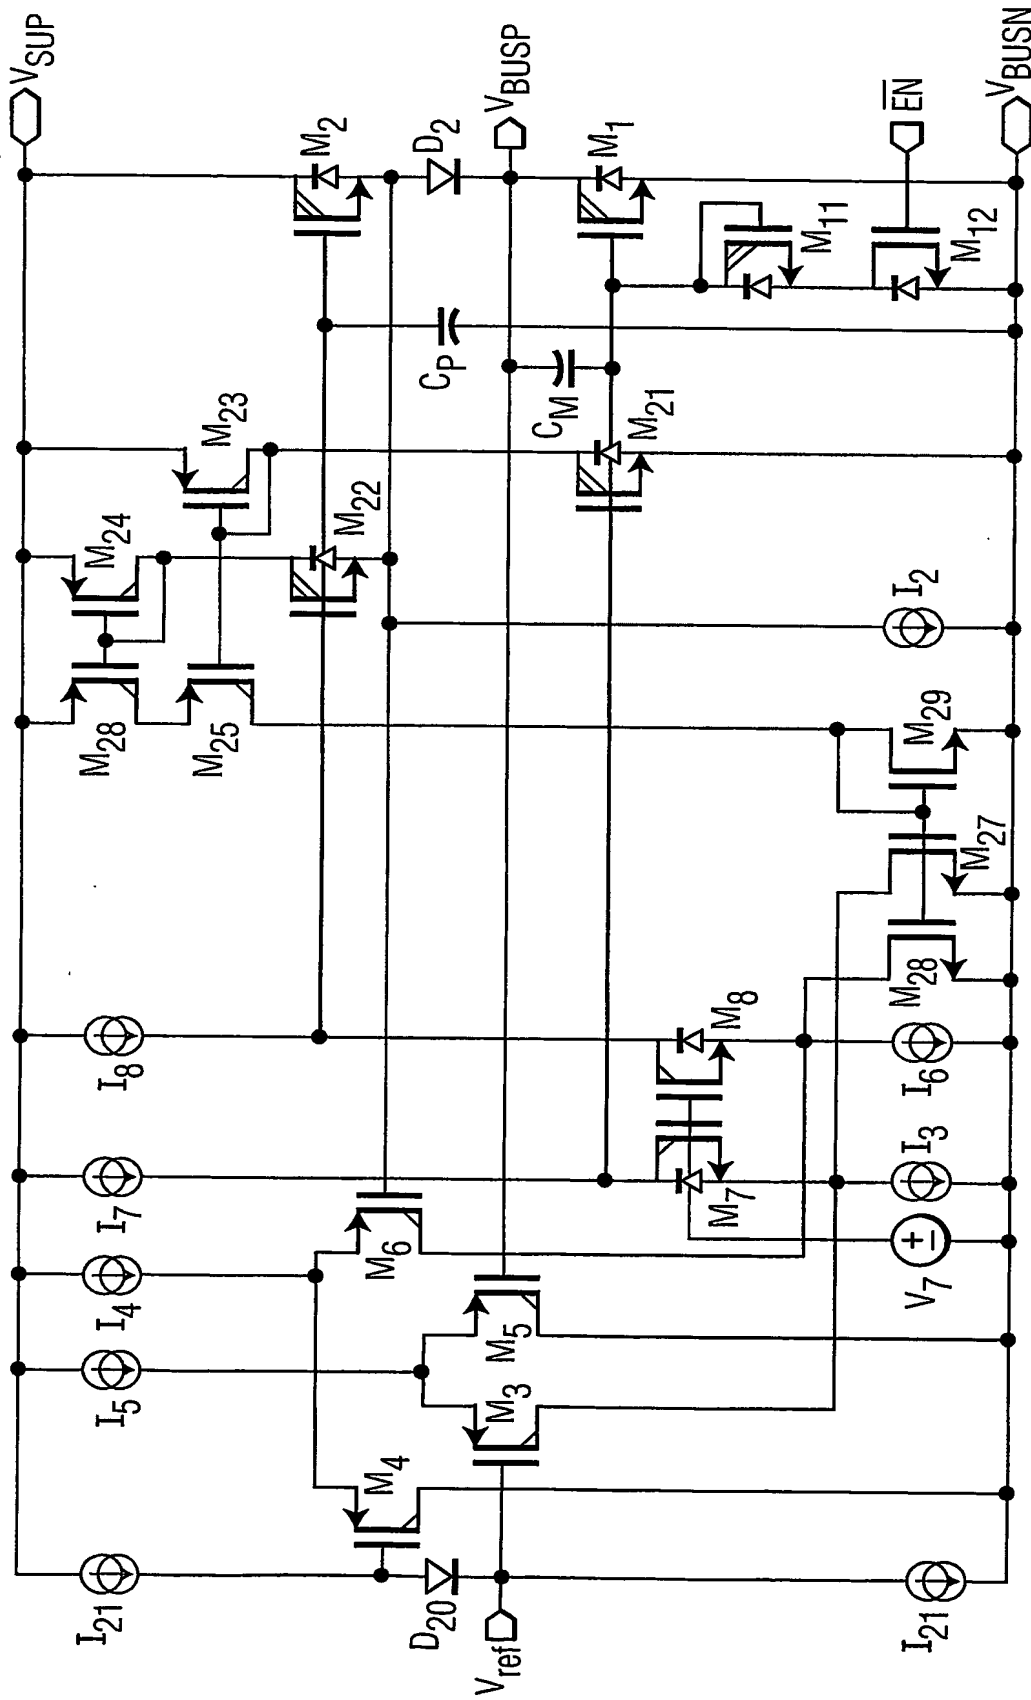 V_SUP
M_2
D_2
V_BUSP
M_1
EN
V_BUSN
M_11
M_12
C_P
C_M
M_21
M_23
M_22
M_24
M_28
M_25
I_2
M_29
M_27
M_28
I_8
M_8
I_6
I_7
M_7
I_3
I_4
M_6
V_7
+
−
I_5
M_5
M_3
M_4
I_21
D_20
V_ref
I_21